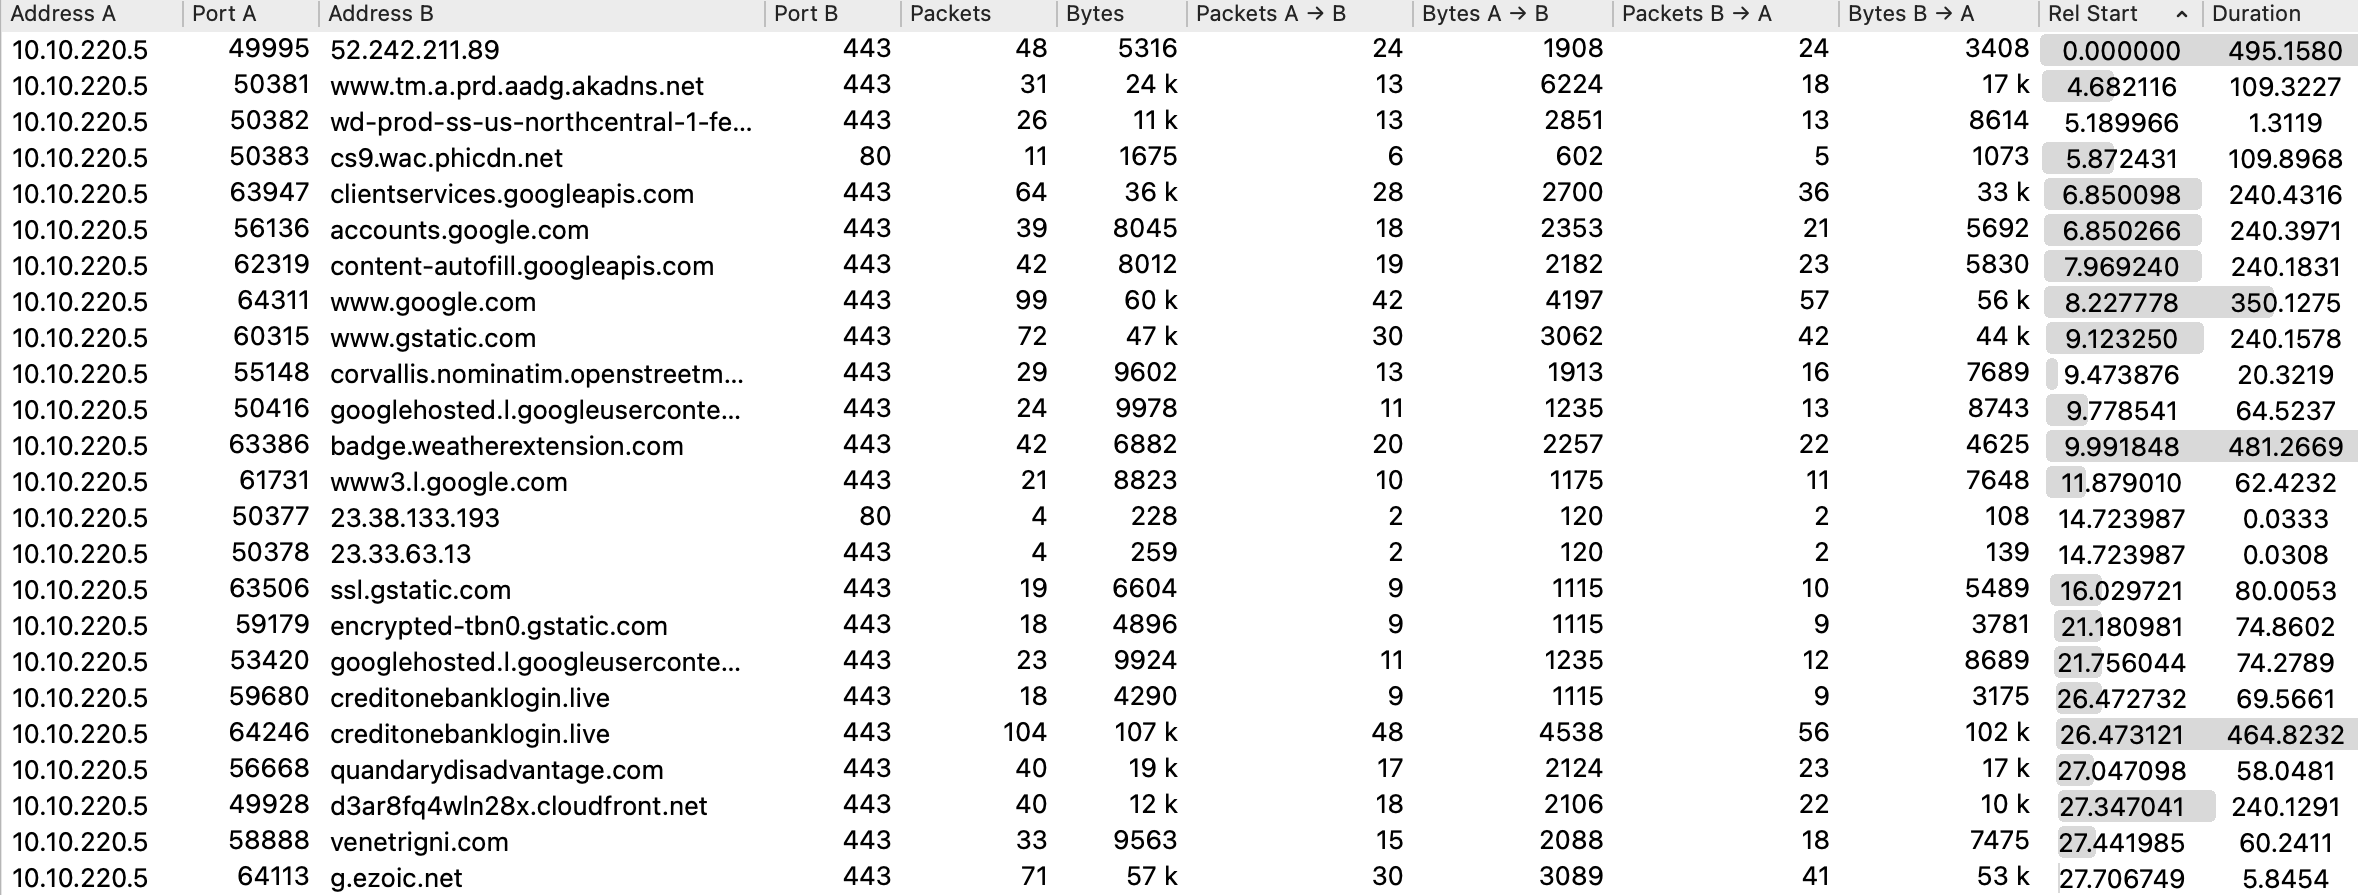 Address A Port A Address B Port B Packets Bytes Packets A → B Bytes A → B Packets B → A Bytes B → A Rel Start Duration
10.10.220.5 49995 52.242.211.89 443 48 5316 24 1908 24 3408 0.000000 495.1580
10.10.220.5 50381 www.tm.a.prd.aadg.akadns.net 443 31 24 k 13 6224 18 17 k 4.682116 109.3227
10.10.220.5 50382 wd-prod-ss-us-northcentral-1-fe... 443 26 11 k 13 2851 13 8614 5.189966 1.3119
10.10.220.5 50383 cs9.wac.phicdn.net 80 11 1675 6 602 5 1073 5.872431 109.8968
10.10.220.5 63947 clientservices.googleapis.com 443 64 36 k 28 2700 36 33 k 6.850098 240.4316
10.10.220.5 56136 accounts.google.com 443 39 8045 18 2353 21 5692 6.850266 240.3971
10.10.220.5 62319 content-autofill.googleapis.com 443 42 8012 19 2182 23 5830 7.969240 240.1831
10.10.220.5 64311 www.google.com 443 99 60 k 42 4197 57 56 k 8.227778 350.1275
10.10.220.5 60315 www.gstatic.com 443 72 47 k 30 3062 42 44 k 9.123250 240.1578
10.10.220.5 55148 corvallis.nominatim.openstreetm... 443 29 9602 13 1913 16 7689 9.473876 20.3219
10.10.220.5 50416 googlehosted.l.googleuserconte... 443 24 9978 11 1235 13 8743 9.778541 64.5237
10.10.220.5 63386 badge.weatherextension.com 443 42 6882 20 2257 22 4625 9.991848 481.2669
10.10.220.5 61731 www3.l.google.com 443 21 8823 10 1175 11 7648 11.879010 62.4232
10.10.220.5 50377 23.38.133.193 80 4 228 2 120 2 108 14.723987 0.0333
10.10.220.5 50378 23.33.63.13 443 4 259 2 120 2 139 14.723987 0.0308
10.10.220.5 63506 ssl.gstatic.com 443 19 6604 9 1115 10 5489 16.029721 80.0053
10.10.220.5 59179 encrypted-tbn0.gstatic.com 443 18 4896 9 1115 9 3781 21.180981 74.8602
10.10.220.5 53420 googlehosted.l.googleuserconte... 443 23 9924 11 1235 12 8689 21.756044 74.2789
10.10.220.5 59680 creditonebanklogin.live 443 18 4290 9 1115 9 3175 26.472732 69.5661
10.10.220.5 64246 creditonebanklogin.live 443 104 107 k 48 4538 56 102 k 26.473121 464.8232
10.10.220.5 56668 quandarydisadvantage.com 443 40 19 k 17 2124 23 17 k 27.047098 58.0481
10.10.220.5 49928 d3ar8fq4wln28x.cloudfront.net 443 40 12 k 18 2106 22 10 k 27.347041 240.1291
10.10.220.5 58888 venetrigni.com 443 33 9563 15 2088 18 7475 27.441985 60.2411
10.10.220.5 64113 g.ezoic.net 443 71 57 k 30 3089 41 53 k 27.706749 5.8454